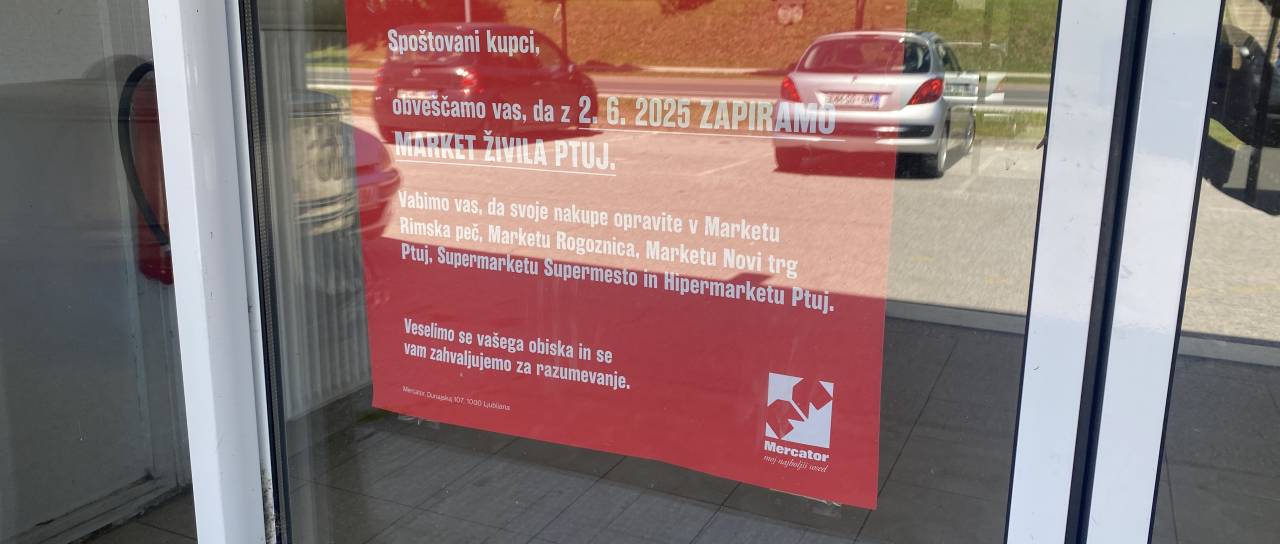 Spoštovani kupci,
obveščamo vas, da z 2. 6. 2025 ZAPIRAMO
MARKET ŽIVILA PTUJ.
Vabimo vas, da svoje nakupe opravite v Marketu
Rimska peč, Marketu Rogoznica, Marketu Novi trg
Ptuj, Supermarketu Supermesto in Hipermarketu Ptuj.
Veselimo se vašega obiska in se
vam zahvaljujemo za razumevanje.
Mercator, Dunajska 107, 1000 Ljubljana
Mercator
moj najboljši sosed